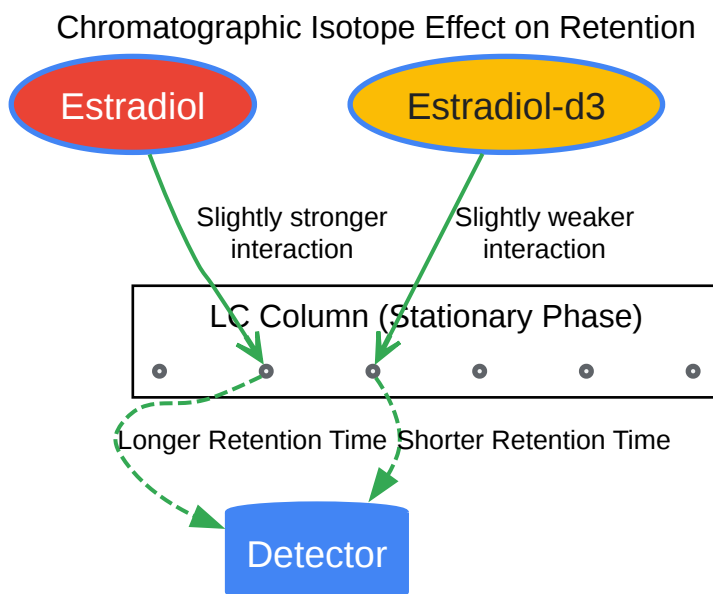 Chromatographic Isotope Effect on Retention
Estradiol
Estradiol-d3
Slightly stronger
interaction
Slightly weaker
interaction
LC Column (Stationary Phase)
Longer Retention Time
Shorter Retention Time
Detector